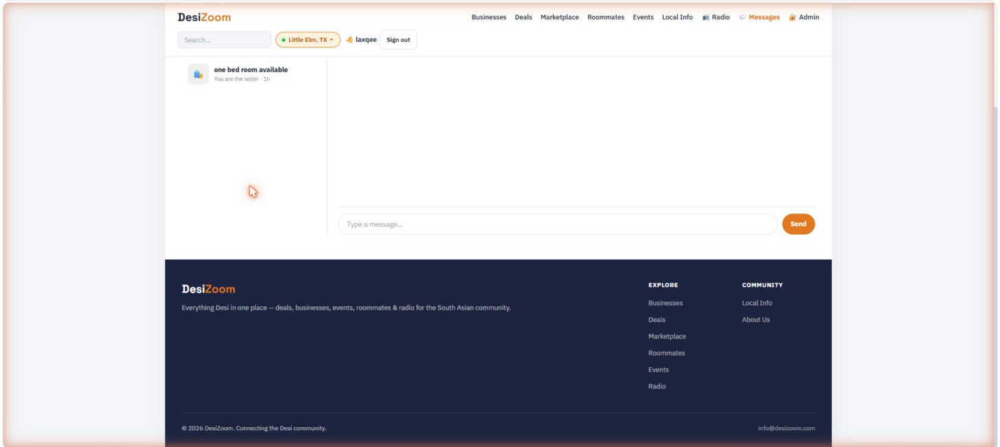 DesiZoom
Businesses Deals Marketplace Roommates Events Local Info Radio Messages Admin
Search...
Little Elm, TX
laxqee
Sign out
one bed room available
You are the seller · 1h
Type a message...
Send
DesiZoom
Everything Desi in one place — deals, businesses, events, roommates & radio for the South Asian community.
EXPLORE
Businesses
Deals
Marketplace
Roommates
Events
Radio
COMMUNITY
Local Info
About Us
© 2026 DesiZoom. Connecting the Desi community.
info@desizoom.com